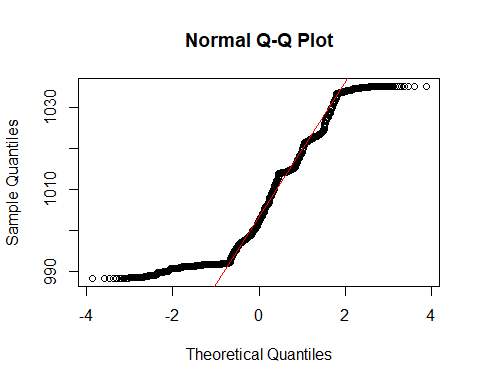 Normal Q-Q Plot
Sample Quantiles
1030
1010
990
-4 -2 0 2 4
Theoretical Quantiles